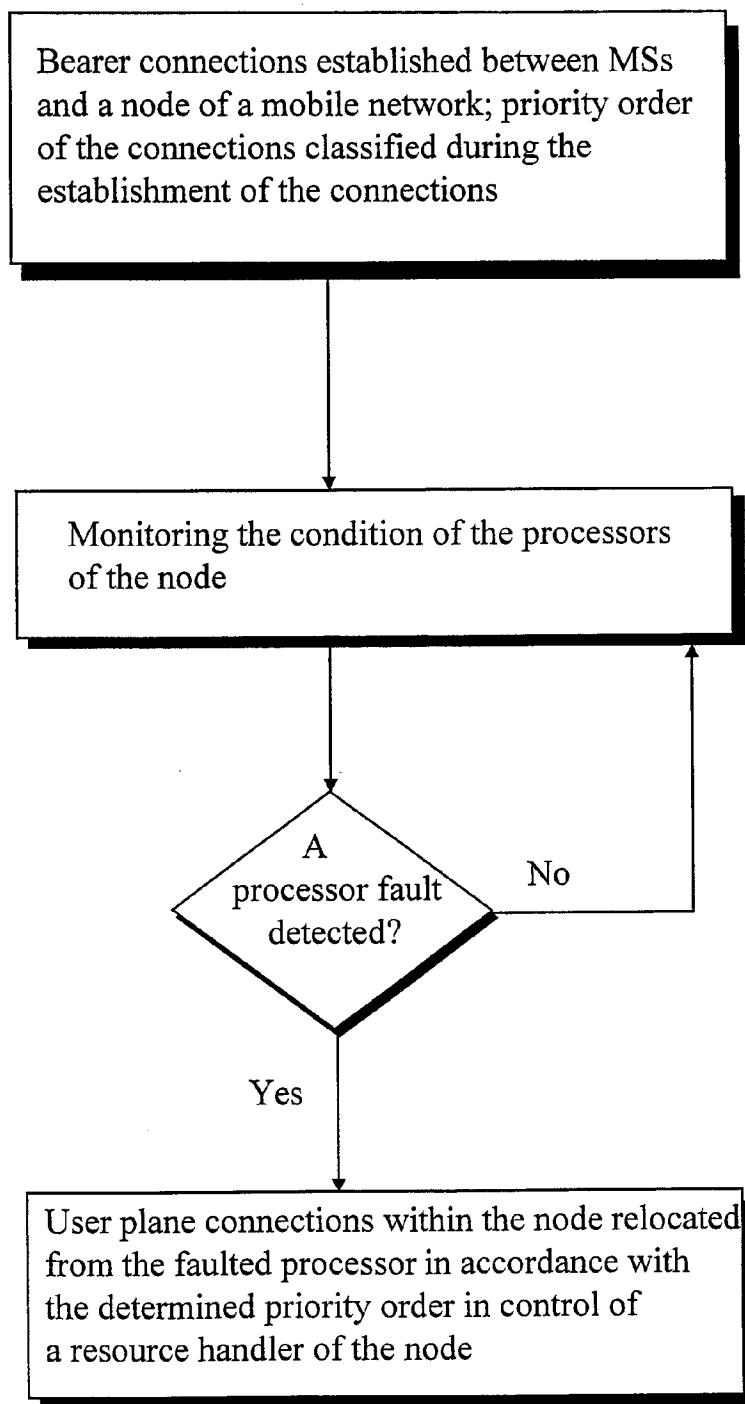 Bearer connections established between MSs
and a node of a mobile network; priority order
of the connections classified during the
establishment of the connections
Monitoring the condition of the processors
of the node
A
processor fault
detected?
No
Yes
User plane connections within the node relocated
from the faulted processor in accordance with
the determined priority order in control of
a resource handler of the node